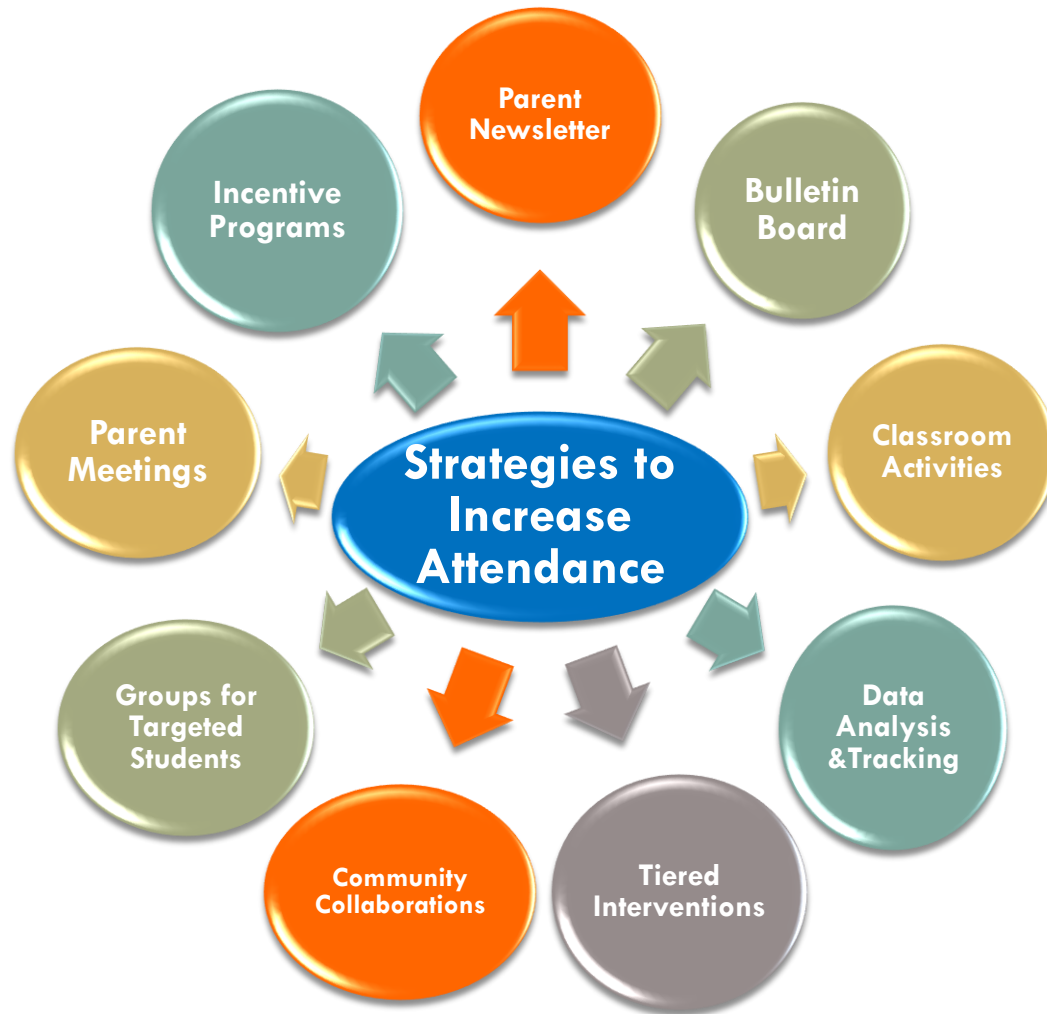 Parent
Newsletter
Bulletin
Board
Classroom
Activities
Data
Analysis
&Tracking
Tiered
Interventions
Community
Collaborations
Groups for
Targeted
Students
Parent
Meetings
Incentive
Programs
Strategies to
Increase
Attendance